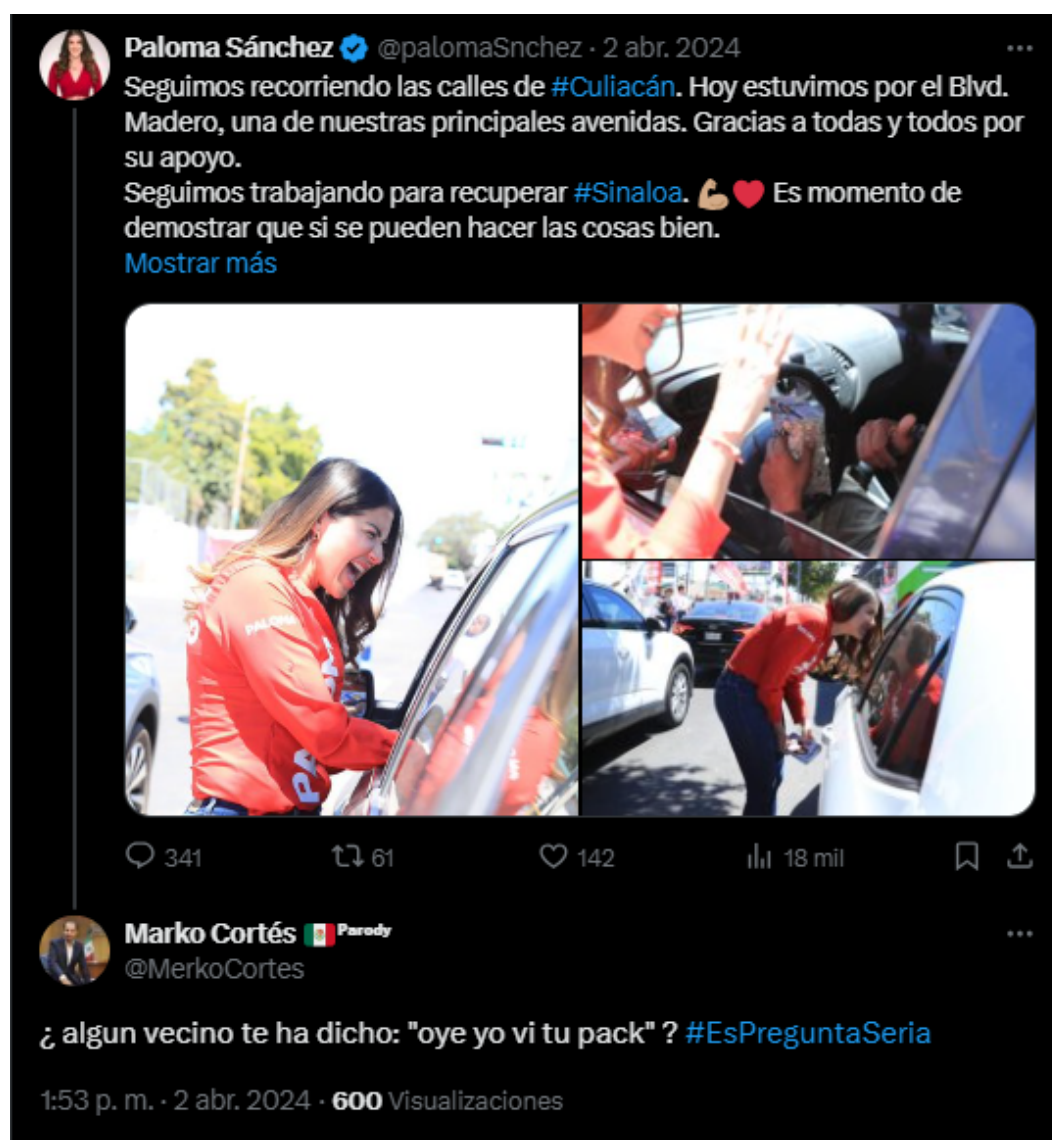 Paloma Sánchez @palomaSnchez · 2 abr. 2024
Seguimos recorriendo las calles de #Culiacán. Hoy estuvimos por el Blvd.
Madero, una de nuestras principales avenidas. Gracias a todas y todos por
su apoyo.
Seguimos trabajando para recuperar #Sinaloa. 💪🏼❤️ Es momento de
demostrar que si se pueden hacer las cosas bien.
Mostrar más
PALOMA
341 61 142 18 mil
Marko Cortés 🇲🇽 ᴾᵃʳᵒᵈʸ
@MerkoCortes
¿ algun vecino te ha dicho: "oye yo vi tu pack" ? #EsPreguntaSeria
1:53 p. m. · 2 abr. 2024 · 600 Visualizaciones